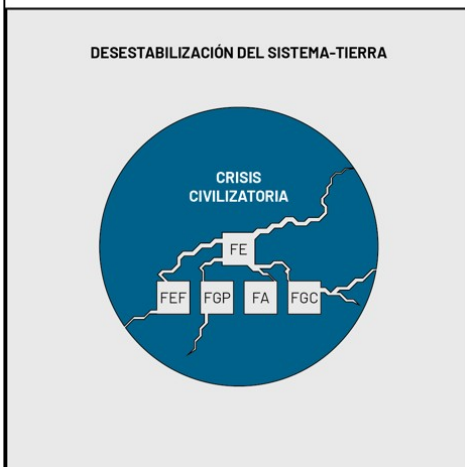 DESESTABILIZACIÓN DEL SISTEMA-TIERRA
CRISIS
CIVILIZATORIA
FE
FEF FGP FA FGC